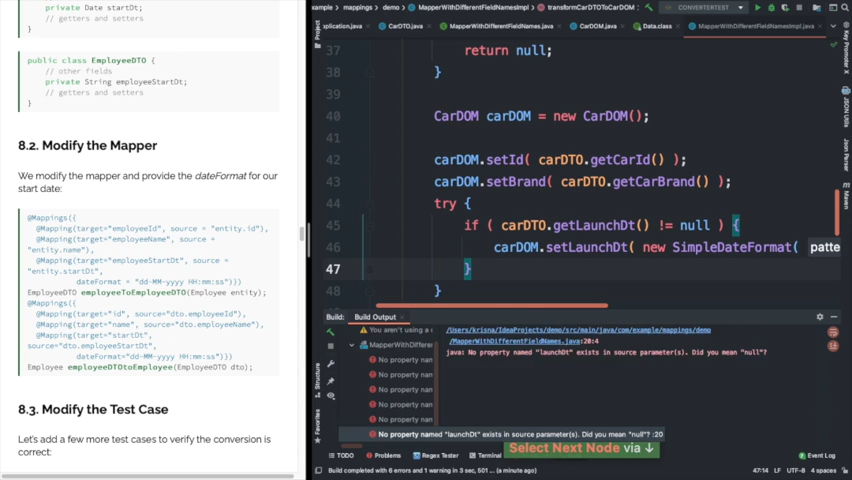 private Date startDt;
// getters and setters
}
public class EmployeeDTO {
// other fields
private String employeeStartDt;
// getters and setters
}
8.2. Modify the Mapper
We modify the mapper and provide the dateFormat for our
start date:
@Mappings({
@Mapping(target="employeeId", source = "entity.id"),
@Mapping(target="employeeName", source =
"entity.name"),
@Mapping(target="employeeStartDt", source =
"entity.startDt",
dateFormat = "dd-MM-yyyy HH:mm:ss")})
EmployeeDTO employeeToEmployeeDTO(Employee entity);
@Mappings({
@Mapping(target="id", source="dto.employeeId"),
@Mapping(target="name", source="dto.employeeName"),
@Mapping(target="startDt",
source="dto.employeeStartDt",
dateFormat="dd-MM-yyyy HH:mm:ss")})
Employee employeeDTOtoEmployee(EmployeeDTO dto);
8.3. Modify the Test Case
Let's add a few more test cases to verify the conversion is
correct:
example › mappings › demo › MapperWithDifferentFieldNamesImpl › transformCarDTOToCarDOM
CONVERTERTEST
plication.java
CarDTO.java
MapperWithDifferentFieldNames.java
CarDOM.java
Data.class
MapperWithDifferentFieldNamesImpl.java
37 return null;
38 }
39
40 CarDOM carDOM = new CarDOM();
41
42 carDOM.setId( carDTO.getCarId() );
43 carDOM.setBrand( carDTO.getCarBrand() );
44 try {
45 if ( carDTO.getLaunchDt() != null ) {
46 carDOM.setLaunchDt( new SimpleDateFormat( patte
47 }
48 }
Project
Structure
Favorites
Key Promoter X
JSON Utils
Json Parser
Maven
Build: Build Output
You aren't using a
MapperWithDifferen
No property nam
No property nam
No property nam
No property nam
No property nam
No property named "launchDt" exists in source parameter(s). Did you mean "null"? :20
/Users/krisna/IdeaProjects/demo/src/main/java/com/example/mappings/demo
/MapperWithDifferentFieldNames.java:20:4
java: No property named "launchDt" exists in source parameter(s). Did you mean "null"?
Select Next Node via ↓
TODO
Problems
Regex Tester
Terminal
Event Log
Build completed with 6 errors and 1 warning in 3 sec, 501 ... (a minute ago)
47:14 LF UTF-8 4 spaces